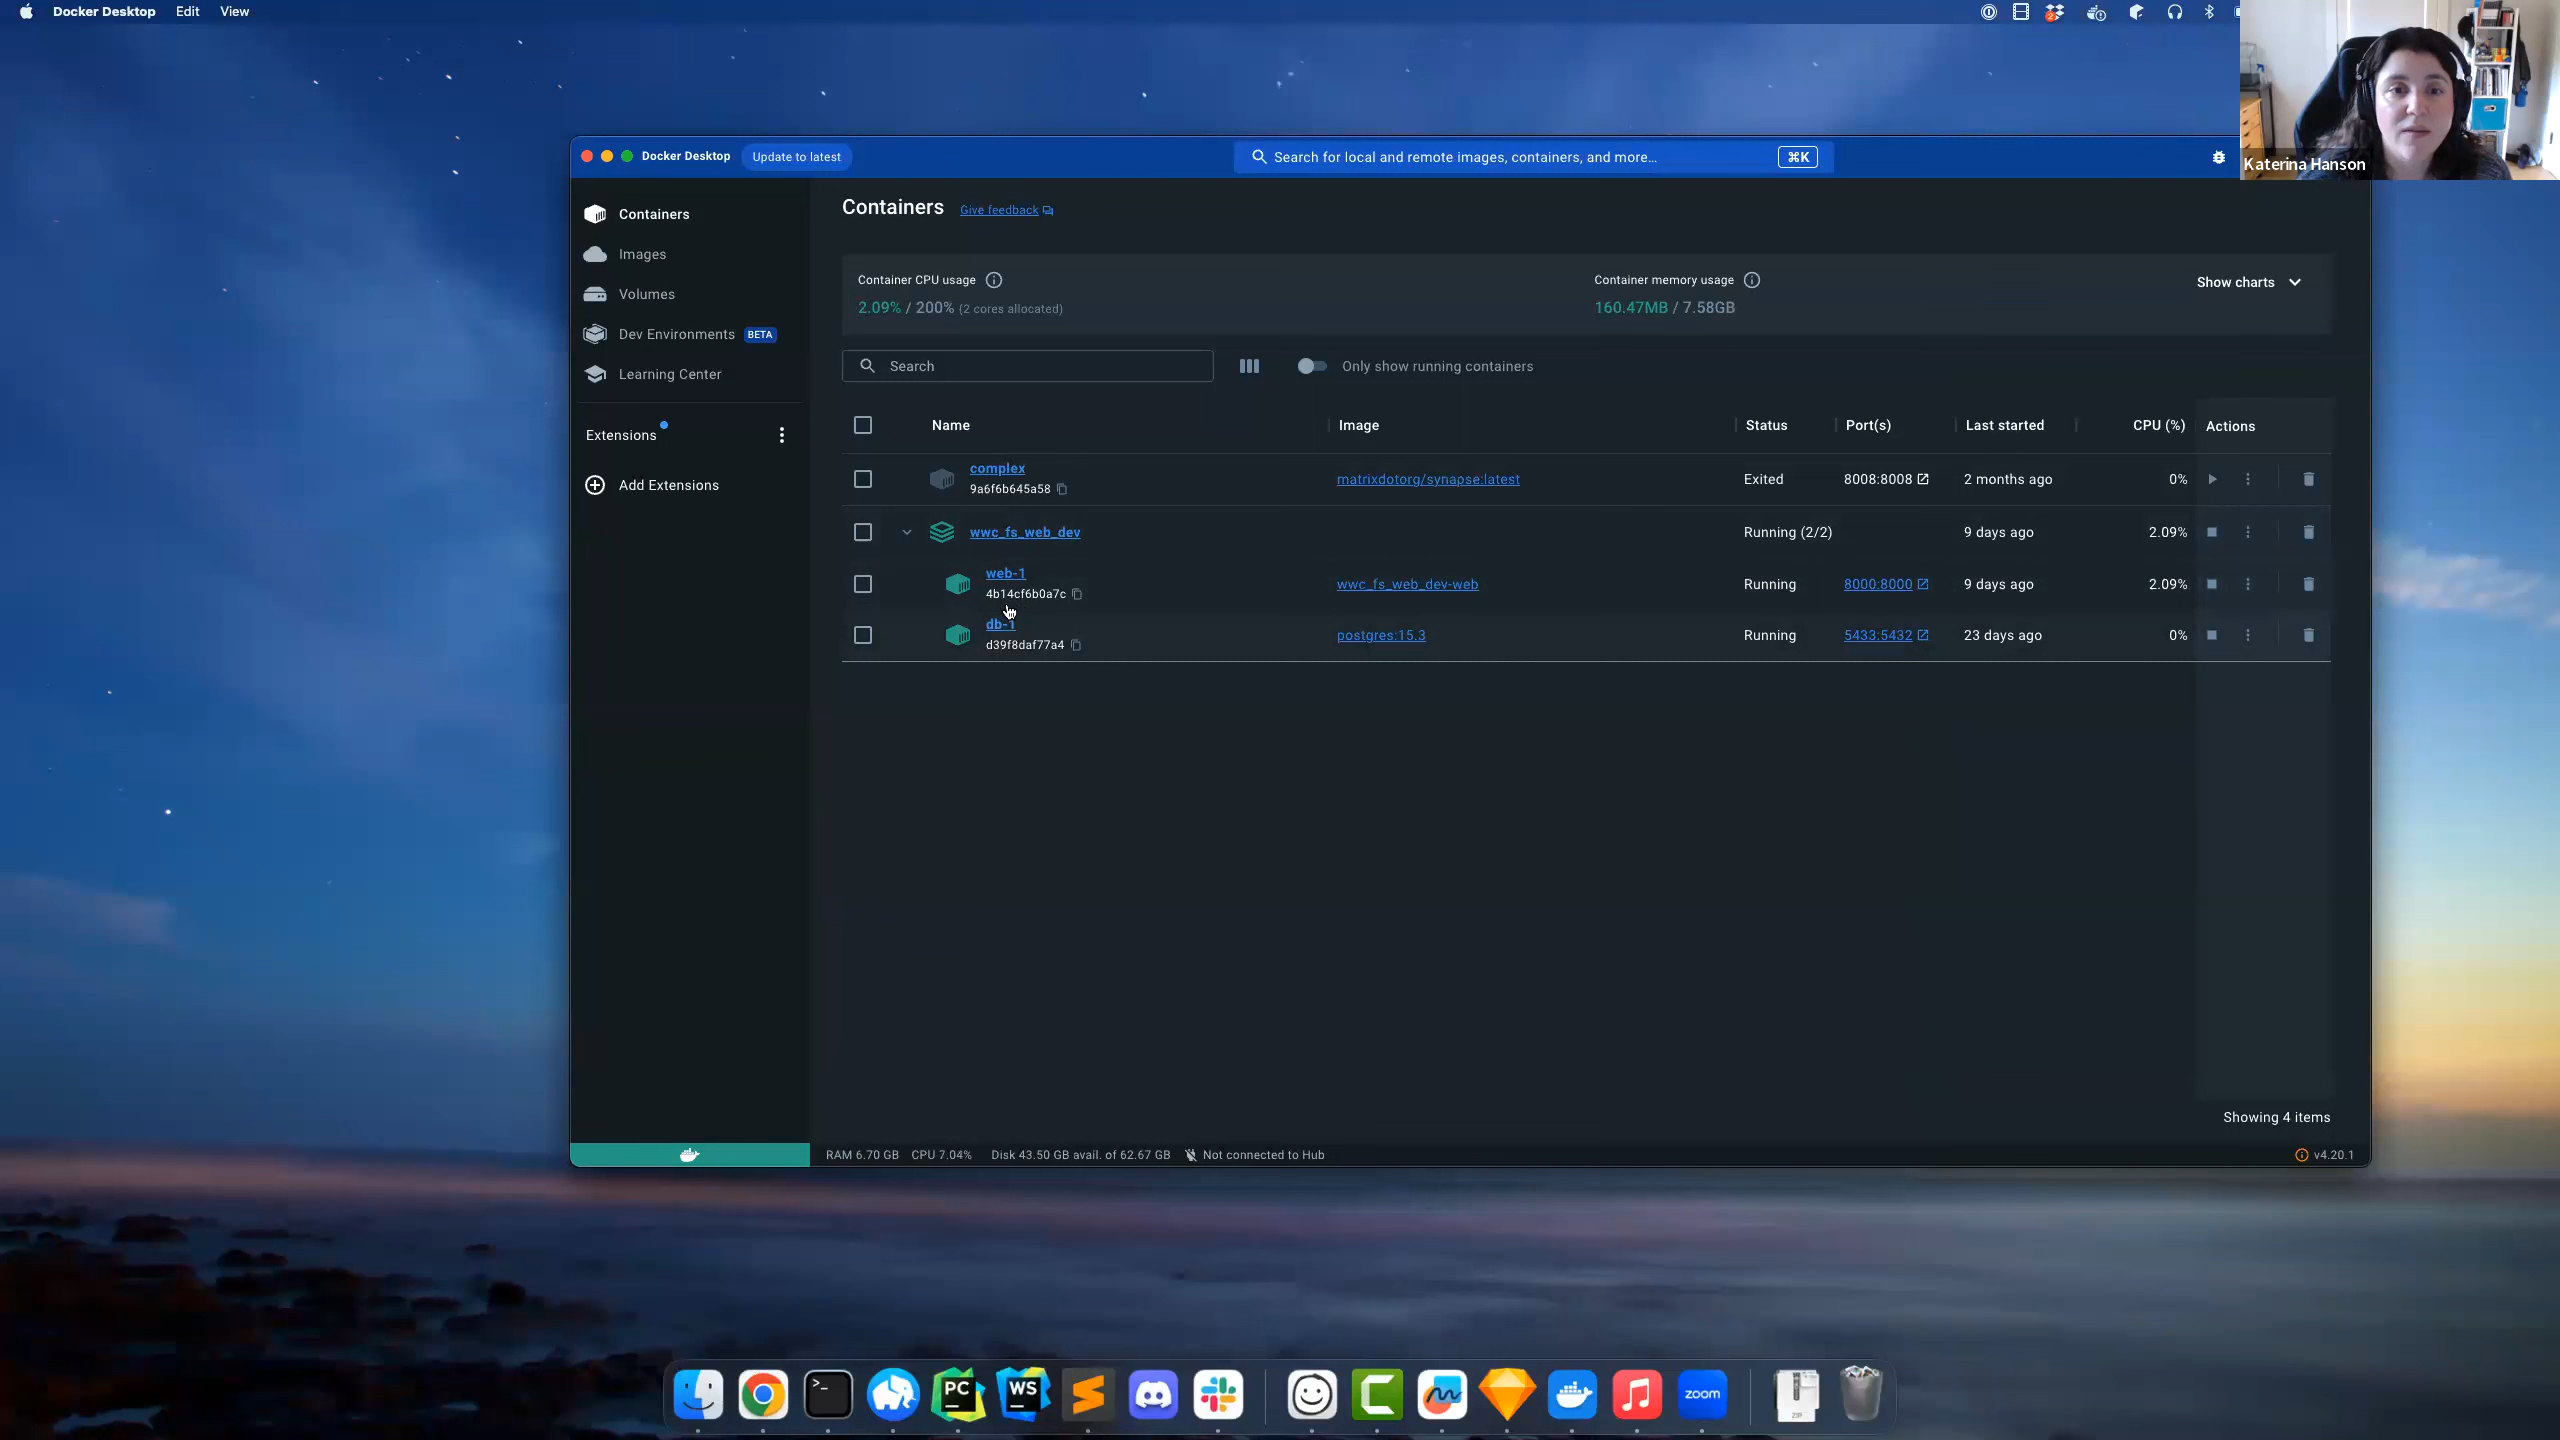 Docker Desktop Edit View
2
Katerina Hanson
Docker Desktop Update to latest Search for local and remote images, containers, and more... ⌘K
Containers
Images
Volumes
Dev Environments BETA
Learning Center
Extensions
Add Extensions
Containers Give feedback
Container CPU usage
2.09% / 200% (2 cores allocated)
Container memory usage
160.47MB / 7.58GB
Show charts
Search Only show running containers
Name Image Status Port(s) Last started CPU (%) Actions
complex matrixdotorg/synapse:latest Exited 8008:8008 2 months ago 0%
9a6f6b645a58
wwc_fs_web_dev Running (2/2) 9 days ago 2.09%
web-1 wwc_fs_web_dev-web Running 8000:8000 9 days ago 2.09%
4b14cf6b0a7c
db-1 postgres:15.3 Running 5433:5432 23 days ago 0%
d39f8daf77a4
Showing 4 items
RAM 6.70 GB CPU 7.04% Disk 43.50 GB avail. of 62.67 GB Not connected to Hub v4.20.1
>_ PC WS zoom ZIP